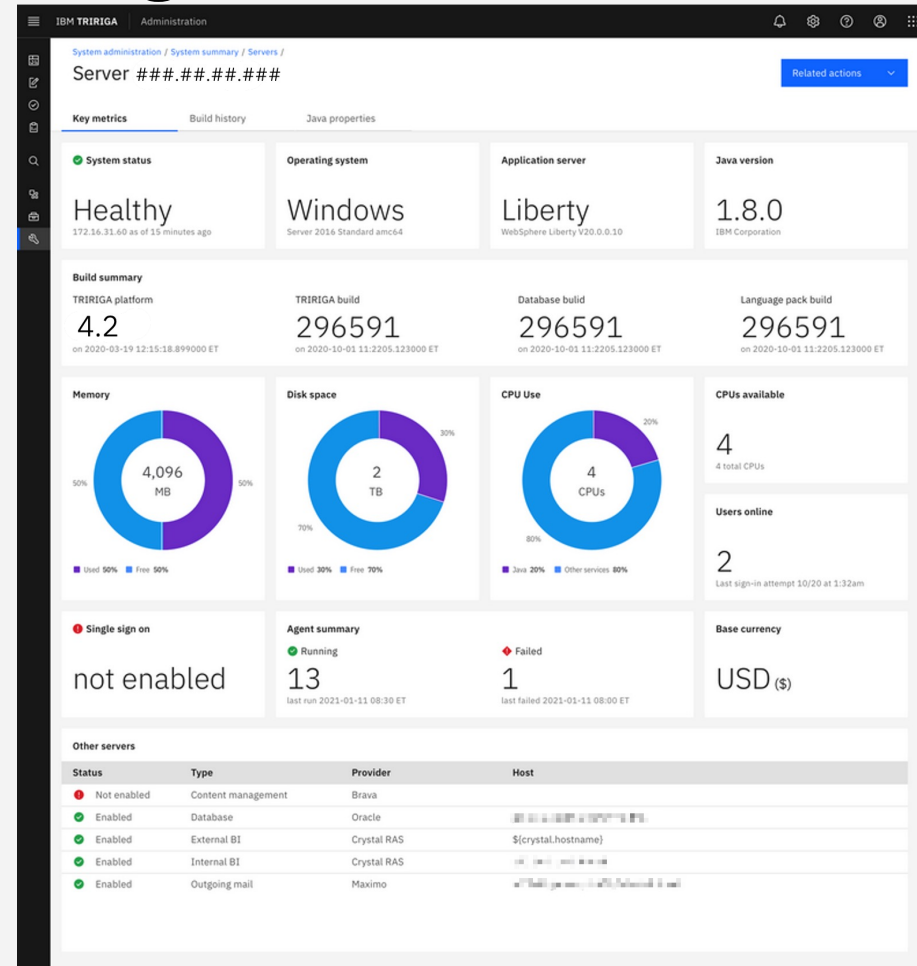 IBM TRIRIGA Administration
System administration / System summary / Servers /
Server ###.##.##.###
Related actions
Key metrics Build history Java properties
System status Operating system Application server Java version
Healthy Windows Liberty 1.8.0
172.16.31.60 as of 15 minutes ago Server 2016 Standard amc64 WebSphere Liberty V20.0.0.10 IBM Corporation
Build summary
TRIRIGA platform TRIRIGA build Database bulid Language pack build
4.2 296591 296591 296591
on 2020-03-19 12:15:18.899000 ET on 2020-10-01 11:2205.123000 ET on 2020-10-01 11:2205.123000 ET on 2020-10-01 11:2205.123000 ET
Memory Disk space CPU Use CPUs available
4,096
MB
50% 50%
2
TB
30%
70%
4
CPUs
20%
80%
4
4 total CPUs
Users online
2
Last sign-in attempt 10/20 at 1:32am
Used 50% Free 50% Used 30% Free 70% Java 20% Other services 80%
Single sign on Agent summary Base currency
Running Failed
not enabled 13 1 USD ($)
last run 2021-01-11 08:30 ET last failed 2021-01-11 08:00 ET
Other servers
Status Type Provider Host
Not enabled Content management Brava
Enabled Database Oracle
Enabled External BI Crystal RAS ${crystal.hostname}
Enabled Internal BI Crystal RAS
Enabled Outgoing mail Maximo